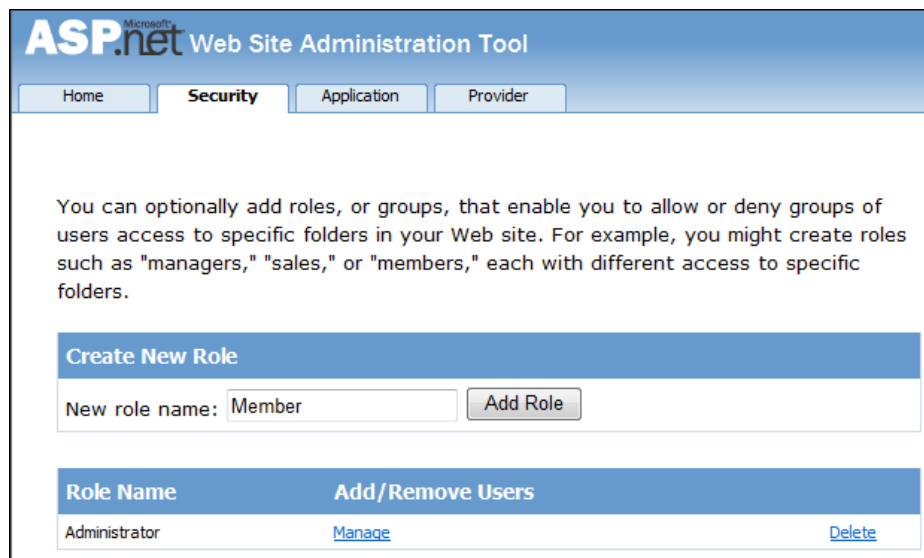 Microsoft
ASP.net Web Site Administration Tool
Home Security Application Provider
You can optionally add roles, or groups, that enable you to allow or deny groups of
users access to specific folders in your Web site. For example, you might create roles
such as "managers," "sales," or "members," each with different access to specific
folders.
Create New Role
New role name: Member Add Role
Role Name Add/Remove Users
Administrator Manage Delete